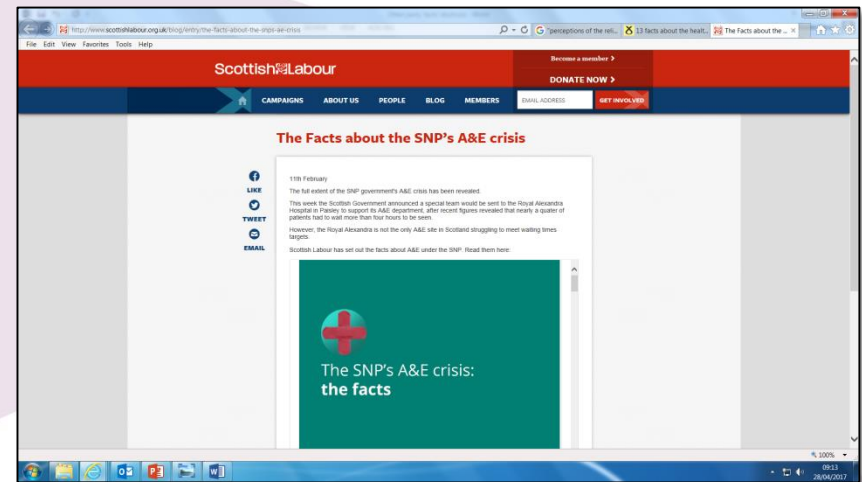 http://www.scottishlabour.org.uk/blog/entry/the-facts-about-the-snps-ae-crisis
"perceptions of the reli...
13 facts about the healt...
The Facts about the ...
File Edit View Favorites Tools Help
Scottish Labour
Become a member >
DONATE NOW >
CAMPAIGNS ABOUT US PEOPLE BLOG MEMBERS EMAIL ADDRESS GET INVOLVED
The Facts about the SNP's A&E crisis
LIKE
TWEET
EMAIL
11th February
The full extent of the SNP government's A&E crisis has been revealed.
This week the Scottish Government announced a special team would be sent to the Royal Alexandra
Hospital in Paisley to support its A&E department, after recent figures revealed that nearly a quater of
patients had to wait more than four hours to be seen.
However, the Royal Alexandra is not the only A&E site in Scotland struggling to meet waiting times
targets.
Scottish Labour has set out the facts about A&E under the SNP. Read them here:
The SNP's A&E crisis:
the facts
100%
09:13
28/04/2017